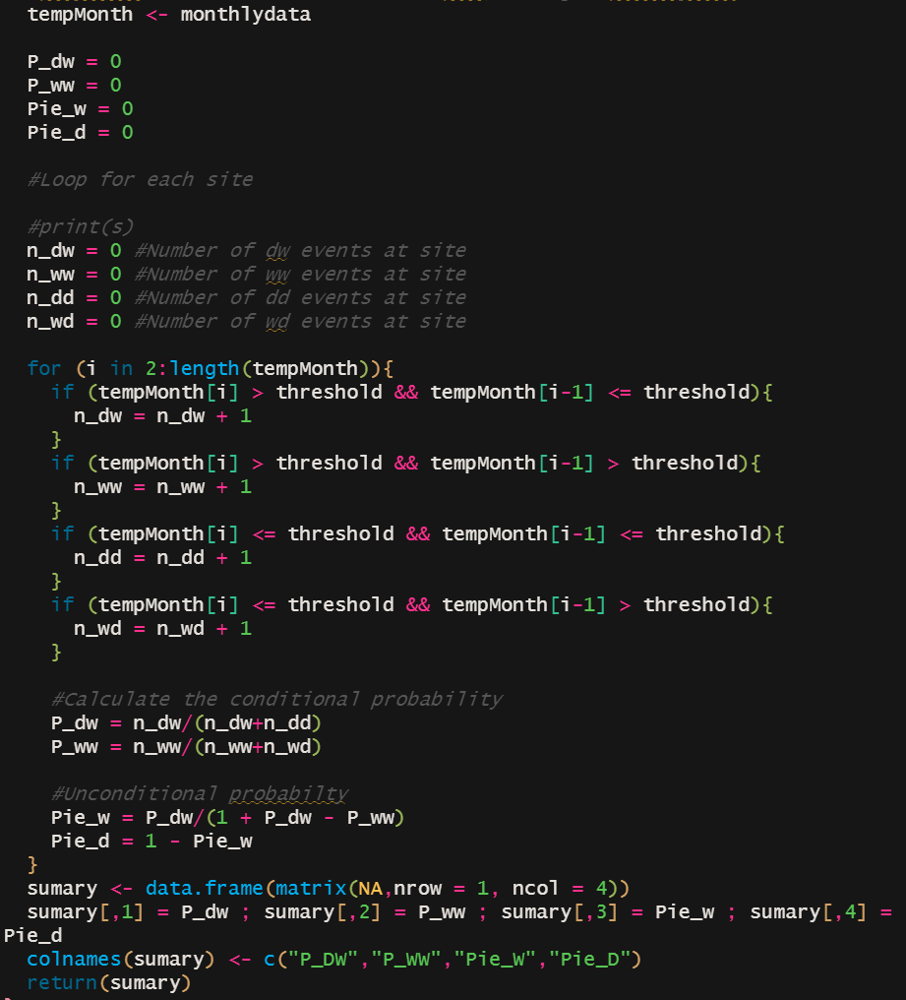 tempMonth <- monthlydata
P_dw = 0
P_ww = 0
Pie_w = 0
Pie_d = 0
#Loop for each site
#print(s)
n_dw = 0 #Number of dw events at site
n_ww = 0 #Number of ww events at site
n_dd = 0 #Number of dd events at site
n_wd = 0 #Number of wd events at site
for (i in 2:length(tempMonth)){
if (tempMonth[i] > threshold && tempMonth[i-1] <= threshold){
n_dw = n_dw + 1
}
if (tempMonth[i] > threshold && tempMonth[i-1] > threshold){
n_ww = n_ww + 1
}
if (tempMonth[i] <= threshold && tempMonth[i-1] <= threshold){
n_dd = n_dd + 1
}
if (tempMonth[i] <= threshold && tempMonth[i-1] > threshold){
n_wd = n_wd + 1
}
#Calculate the conditional probability
P_dw = n_dw/(n_dw+n_dd)
P_ww = n_ww/(n_ww+n_wd)
#Unconditional probabilty
Pie_w = P_dw/(1 + P_dw - P_ww)
Pie_d = 1 - Pie_w
}
sumary <- data.frame(matrix(NA,nrow = 1, ncol = 4))
sumary[,1] = P_dw ; sumary[,2] = P_ww ; sumary[,3] = Pie_w ; sumary[,4] =
Pie_d
colnames(sumary) <- c("P_DW","P_WW","Pie_W","Pie_D")
return(sumary)